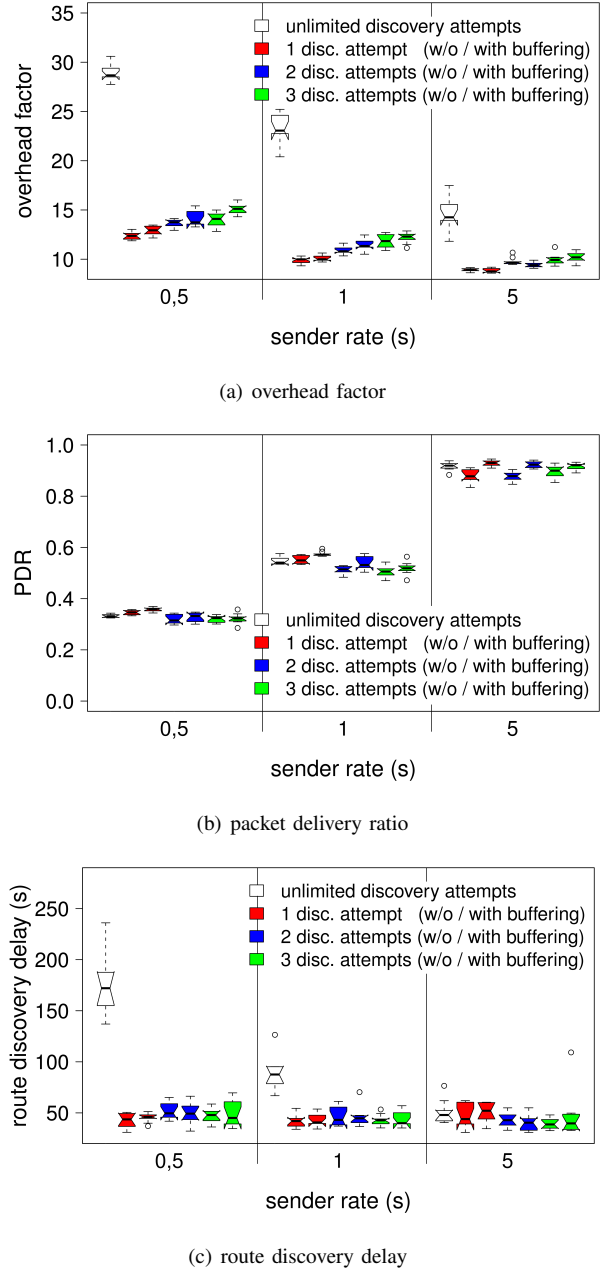 35
30
25
20
15
10
overhead factor
unlimited discovery attempts
1 disc. attempt (w/o / with buffering)
2 disc. attempts (w/o / with buffering)
3 disc. attempts (w/o / with buffering)
0,5 1 5
sender rate (s)
(a) overhead factor
1.0
0.8
0.6
0.4
0.2
0.0
PDR
unlimited discovery attempts
1 disc. attempt (w/o / with buffering)
2 disc. attempts (w/o / with buffering)
3 disc. attempts (w/o / with buffering)
0,5 1 5
sender rate (s)
(b) packet delivery ratio
250
200
150
100
50
route discovery delay (s)
unlimited discovery attempts
1 disc. attempt (w/o / with buffering)
2 disc. attempts (w/o / with buffering)
3 disc. attempts (w/o / with buffering)
0,5 1 5
sender rate (s)
(c) route discovery delay